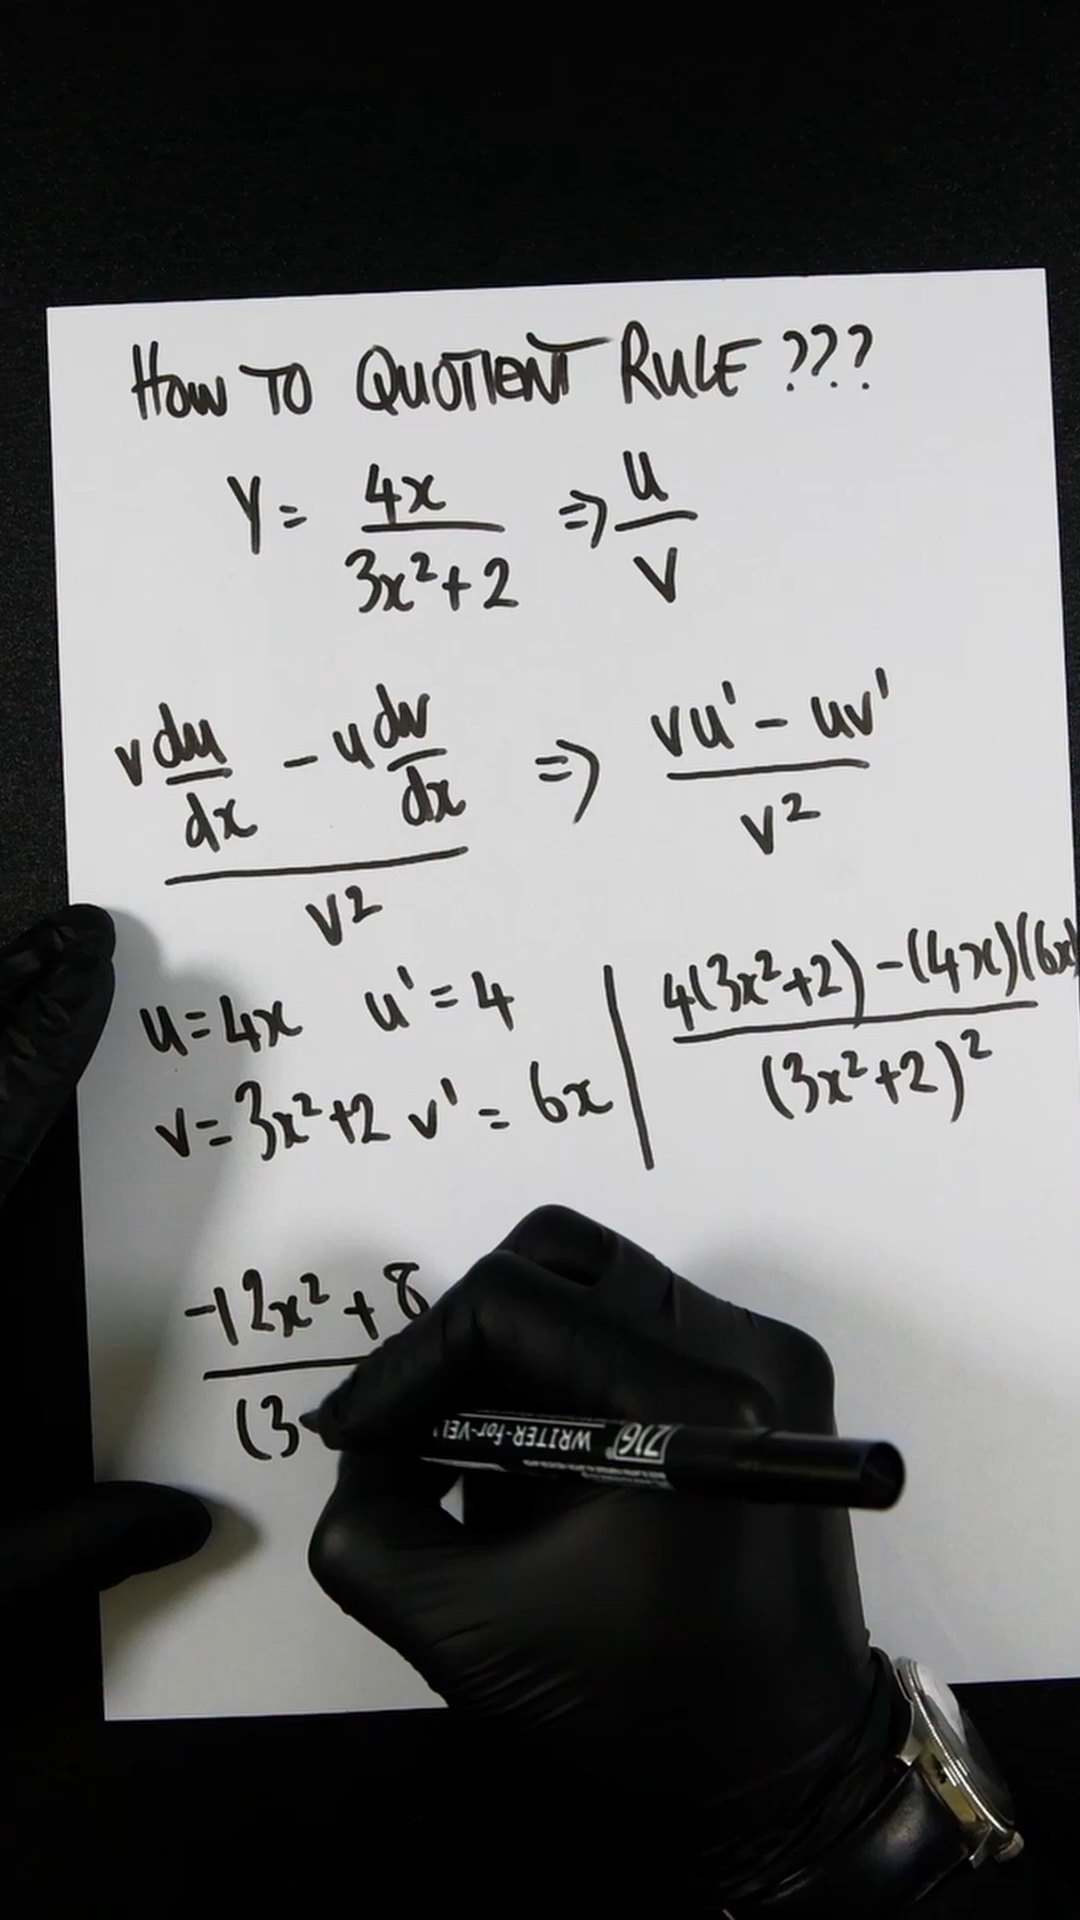 HOW TO QUOTIENT RULE ???
Y = 4x / 3x²+2 => u / v
v du/dx - u dv/dx / v² => vu' - uv' / v²
u = 4x u' = 4
v = 3x²+2 v' = 6x
4(3x²+2) - (4x)(6x) / (3x²+2)²
-12x² + 8
(3
216 WRITER-for-